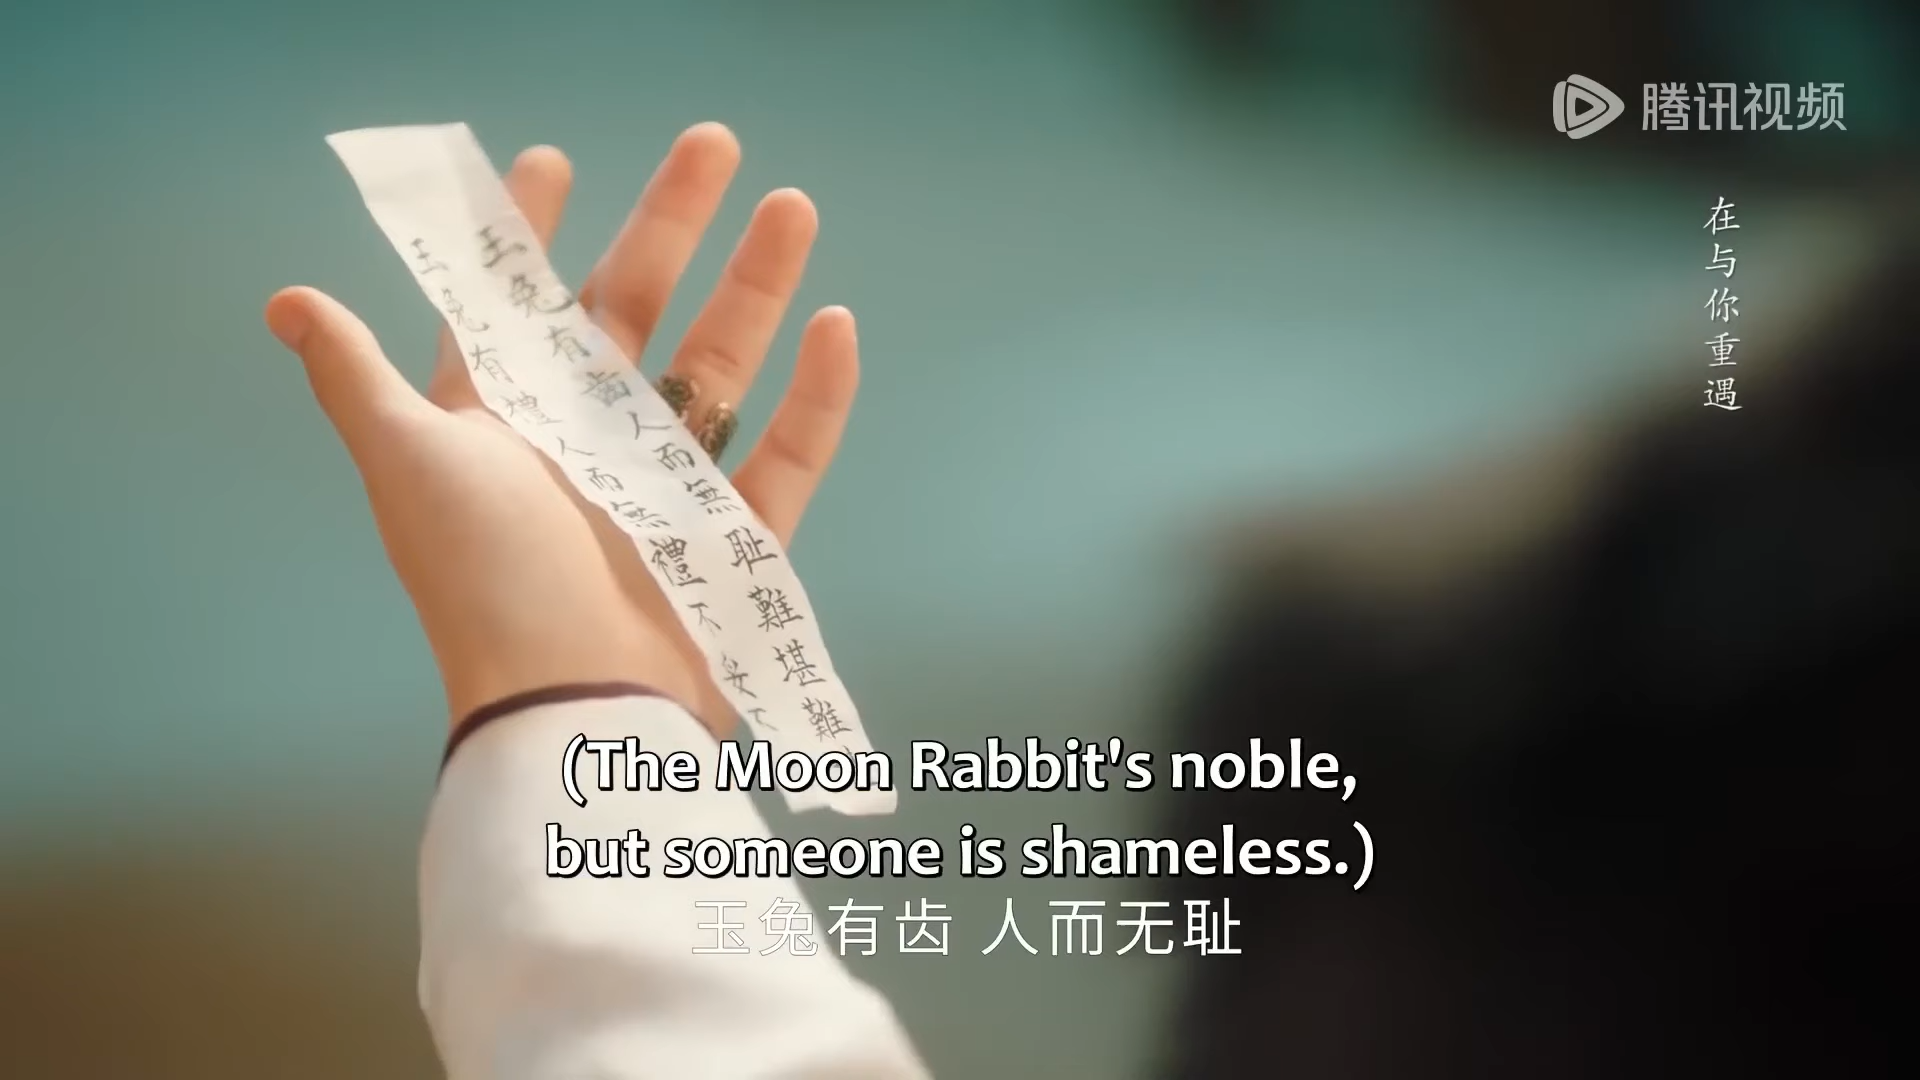 腾讯视频
在与你重遇
玉兔有齒人而無耻難堪難
玉兔有禮人而無禮不妥不
(The Moon Rabbit's noble,
but someone is shameless.)
玉兔有齿 人而无耻